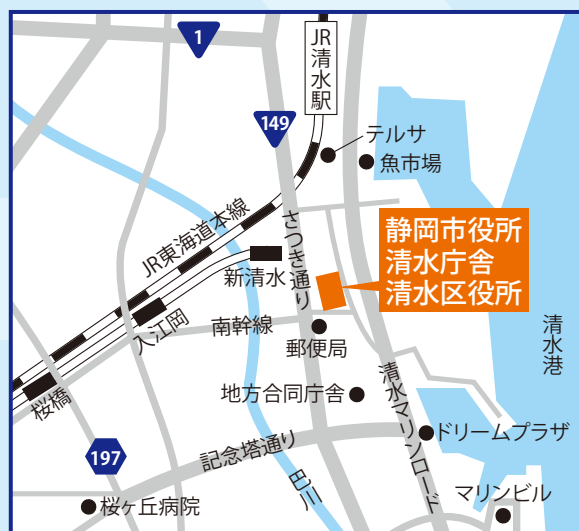 1
JR清水駅
149
テルサ
魚市場
JR東海道本線
さつき通り
静岡市役所
清水庁舎
清水区役所
新清水
入江岡
南幹線
郵便局
清水港
桜橋
地方合同庁舎
清水マリンロード
ドリームプラザ
記念塔通り
197
巴川
マリンビル
桜ヶ丘病院